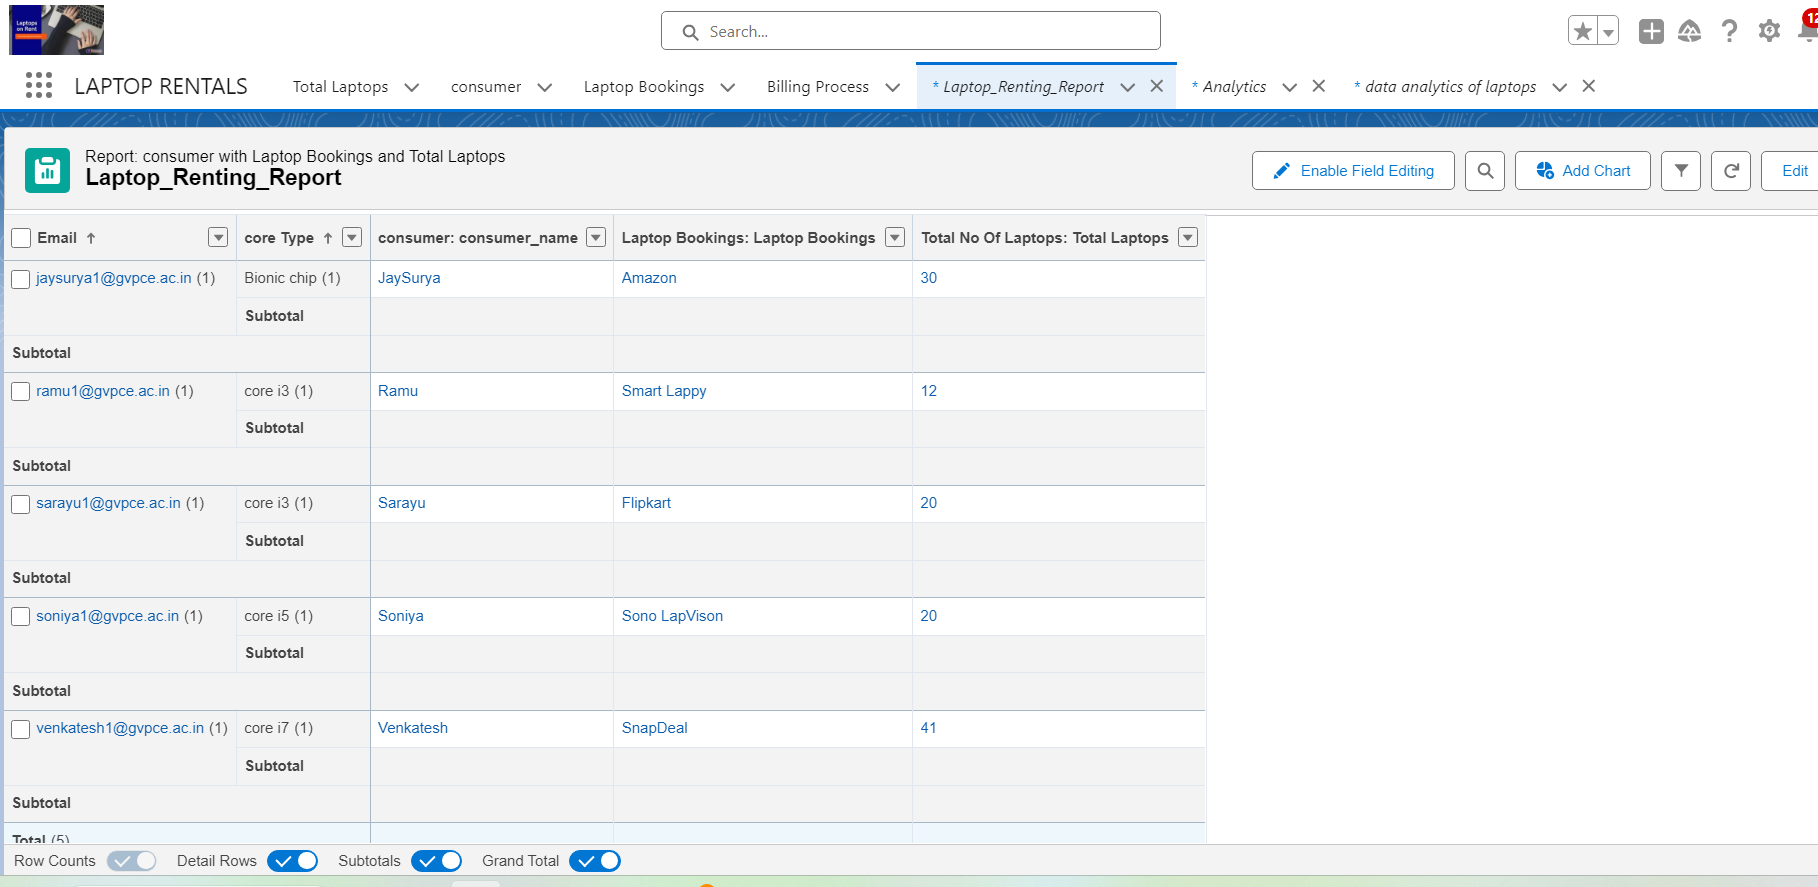 Laptops
on Rent
Search...
12
LAPTOP RENTALS
Total Laptops
consumer
Laptop Bookings
Billing Process
* Laptop_Renting_Report
* Analytics
* data analytics of laptops
Report: consumer with Laptop Bookings and Total Laptops
Laptop_Renting_Report
Enable Field Editing
Add Chart
Edit
Email ↑ core Type ↑ consumer: consumer_name Laptop Bookings: Laptop Bookings Total No Of Laptops: Total Laptops
jaysurya1@gvpce.ac.in (1) Bionic chip (1) JaySurya Amazon 30
Subtotal
Subtotal
ramu1@gvpce.ac.in (1) core i3 (1) Ramu Smart Lappy 12
Subtotal
Subtotal
sarayu1@gvpce.ac.in (1) core i3 (1) Sarayu Flipkart 20
Subtotal
Subtotal
soniya1@gvpce.ac.in (1) core i5 (1) Soniya Sono LapVison 20
Subtotal
Subtotal
venkatesh1@gvpce.ac.in (1) core i7 (1) Venkatesh SnapDeal 41
Subtotal
Subtotal
Total (5)
Row Counts Detail Rows Subtotals Grand Total